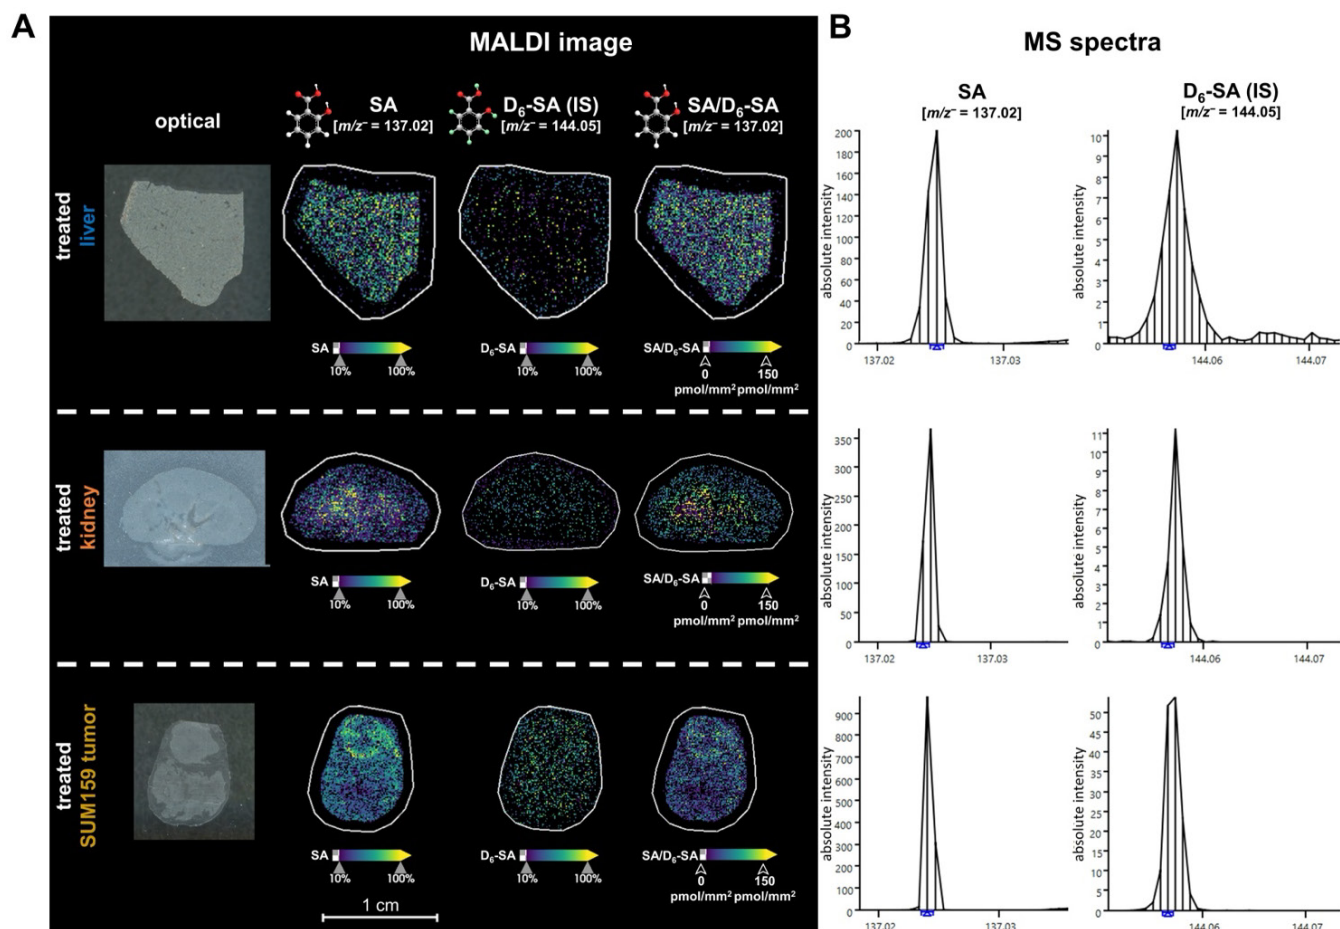 A
MALDI image
optical
SA
[m/z⁻ = 137.02]
D₆-SA (IS)
[m/z⁻ = 144.05]
SA/D₆-SA
[m/z⁻ = 137.02]
treated
liver
SA
10%
100%
D₆-SA
10%
100%
SA/D₆-SA
0
150
pmol/mm² pmol/mm²
treated
kidney
SA
10%
100%
D₆-SA
10%
100%
SA/D₆-SA
0
150
pmol/mm² pmol/mm²
treated
SUM159 tumor
SA
10%
100%
D₆-SA
10%
100%
SA/D₆-SA
0
150
pmol/mm² pmol/mm²
1 cm
B
MS spectra
SA
[m/z⁻ = 137.02]
D₆-SA (IS)
[m/z⁻ = 144.05]
absolute intensity
200
180
160
140
120
100
80
60
40
20
0
137.02
137.03
absolute intensity
10
9
8
7
6
5
4
3
2
1
0
144.06
144.07
absolute intensity
350
300
250
200
150
100
50
0
137.02
137.03
absolute intensity
11
10
9
8
7
6
5
4
3
2
1
0
144.06
144.07
absolute intensity
900
800
700
600
500
400
300
200
100
0
137.02
137.03
absolute intensity
50
45
40
35
30
25
20
15
10
5
0
144.06
144.07